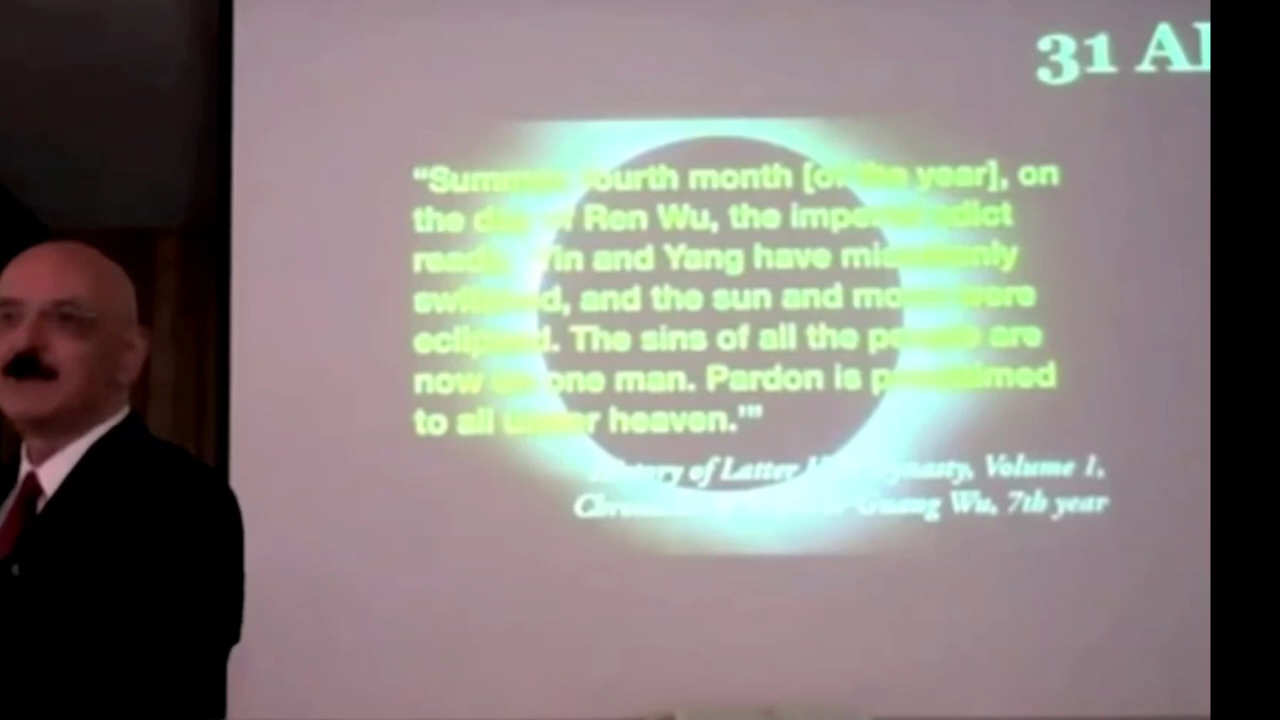 31 A
“Summer fourth month [of the year], on
the day of Ren Wu, the imperial edict
reads, Yin and Yang have mistakenly
switched, and the sun and moon were
eclipsed. The sins of all the people are
now on one man. Pardon is proclaimed
to all under heaven.’”
History of Latter Han Dynasty, Volume 1,
Guang Wu, 7th year